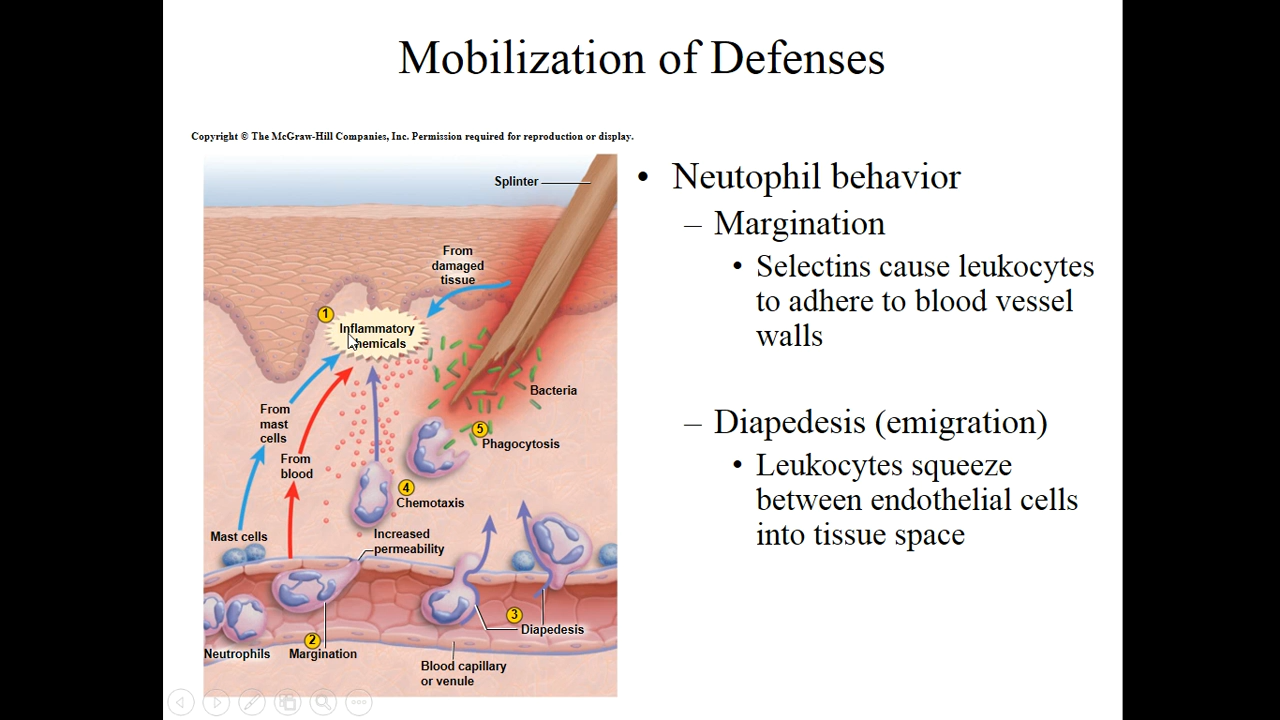 Mobilization of Defenses
Copyright © The McGraw-Hill Companies, Inc. Permission required for reproduction or display.
Splinter
From
damaged
tissue
1
Inflammatory
chemicals
Bacteria
From
mast
cells
5
Phagocytosis
From
blood
4
Chemotaxis
Mast cells
Increased
permeability
3
Diapedesis
2
Neutrophils
Margination
Blood capillary
or venule
• Neutophil behavior
– Margination
• Selectins cause leukocytes
to adhere to blood vessel
walls
– Diapedesis (emigration)
• Leukocytes squeeze
between endothelial cells
into tissue space